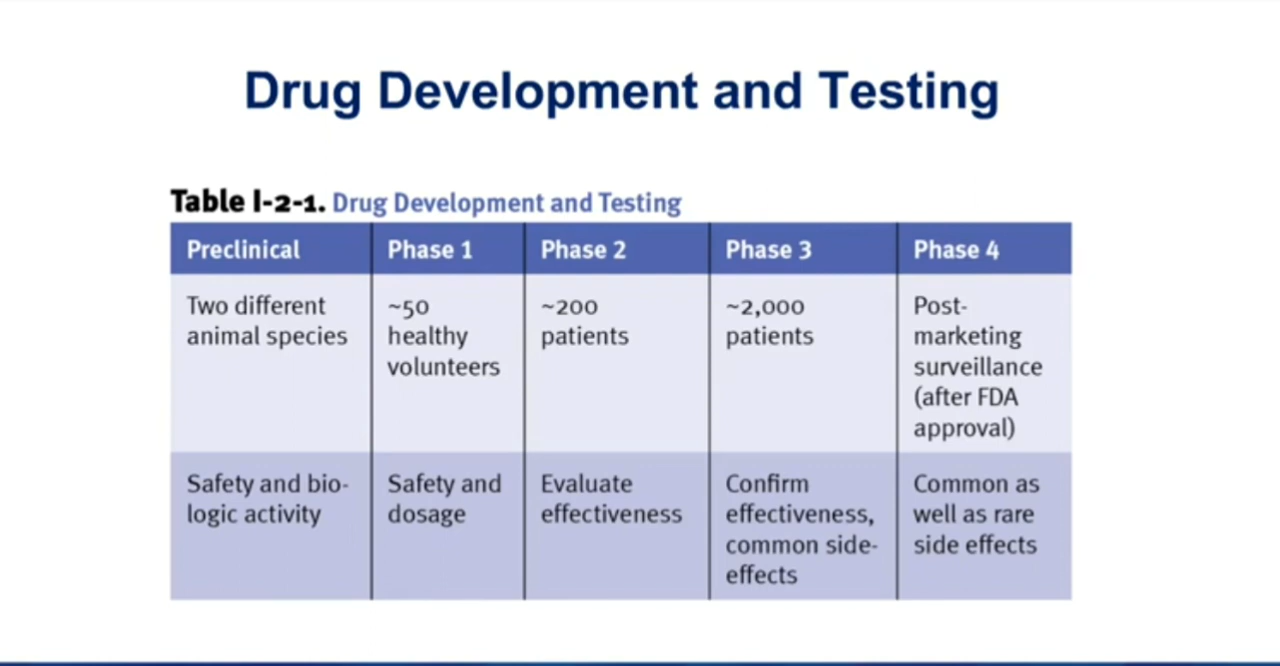 Drug Development and Testing
Table I-2-1. Drug Development and Testing
Preclinical
Phase 1
Phase 2
Phase 3
Phase 4
Two different
animal species
~50
healthy
volunteers
~200
patients
~2,000
patients
Post-
marketing
surveillance
(after FDA
approval)
Safety and bio-
logic activity
Safety and
dosage
Evaluate
effectiveness
Confirm
effectiveness,
common side-
effects
Common as
well as rare
side effects